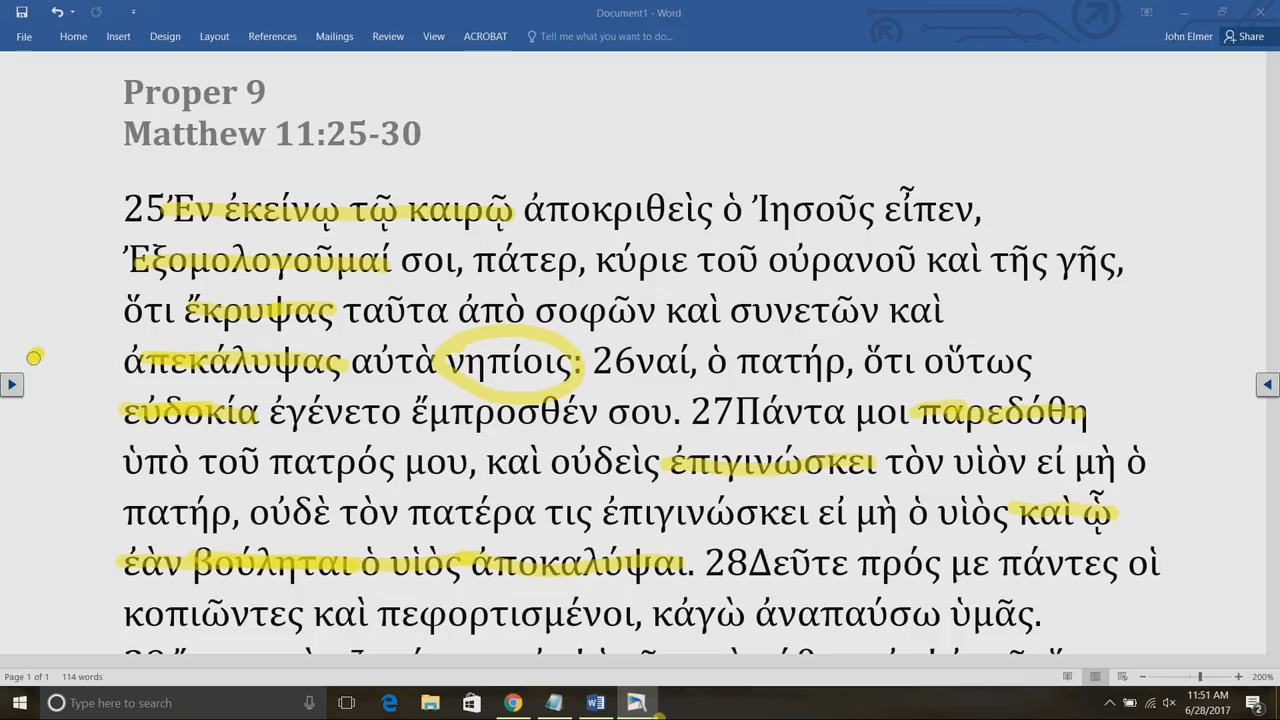 Document1 - Word
File Home Insert Design Layout References Mailings Review View ACROBAT Tell me what you want to do... John Elmer Share
Proper 9
Matthew 11:25-30
25Ἐν ἐκείνῳ τῷ καιρῷ ἀποκριθεὶς ὁ Ἰησοῦς εἶπεν,
Ἐξομολογοῦμαί σοι, πάτερ, κύριε τοῦ οὐρανοῦ καὶ τῆς γῆς,
ὅτι ἔκρυψας ταῦτα ἀπὸ σοφῶν καὶ συνετῶν καὶ
ἀπεκάλυψας αὐτὰ νηπίοις: 26ναί, ὁ πατήρ, ὅτι οὕτως
εὐδοκία ἐγένετο ἔμπροσθέν σου. 27Πάντα μοι παρεδόθη
ὑπὸ τοῦ πατρός μου, καὶ οὐδεὶς ἐπιγινώσκει τὸν υἱὸν εἰ μὴ ὁ
πατήρ, οὐδὲ τὸν πατέρα τις ἐπιγινώσκει εἰ μὴ ὁ υἱὸς καὶ ᾧ
ἐὰν βούληται ὁ υἱὸς ἀποκαλύψαι. 28Δεῦτε πρός με πάντες οἱ
κοπιῶντες καὶ πεφορτισμένοι, κἀγὼ ἀναπαύσω ὑμᾶς.
Page 1 of 1 114 words 200%
Type here to search 11:51 AM
6/28/2017